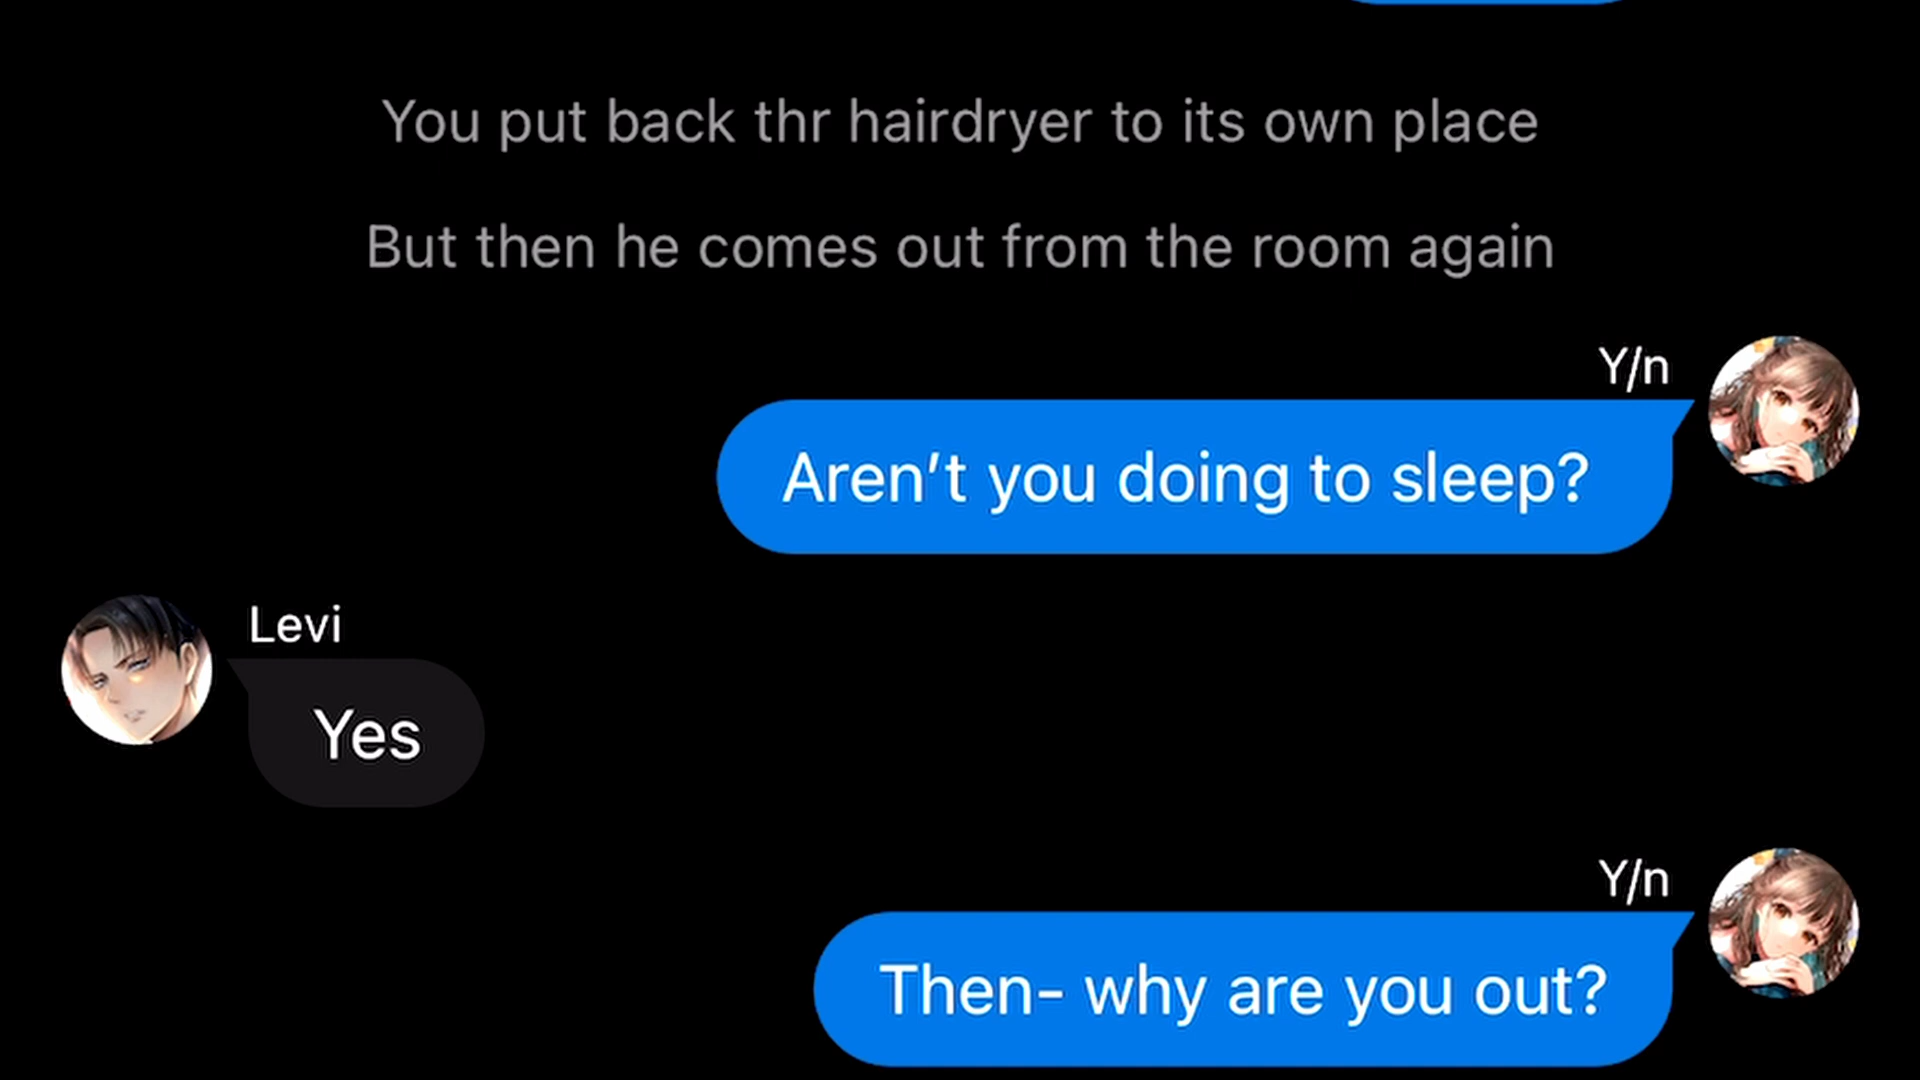 You put back thr hairdryer to its own place
But then he comes out from the room again
Y/n
Aren’t you doing to sleep?
Levi
Yes
Y/n
Then- why are you out?